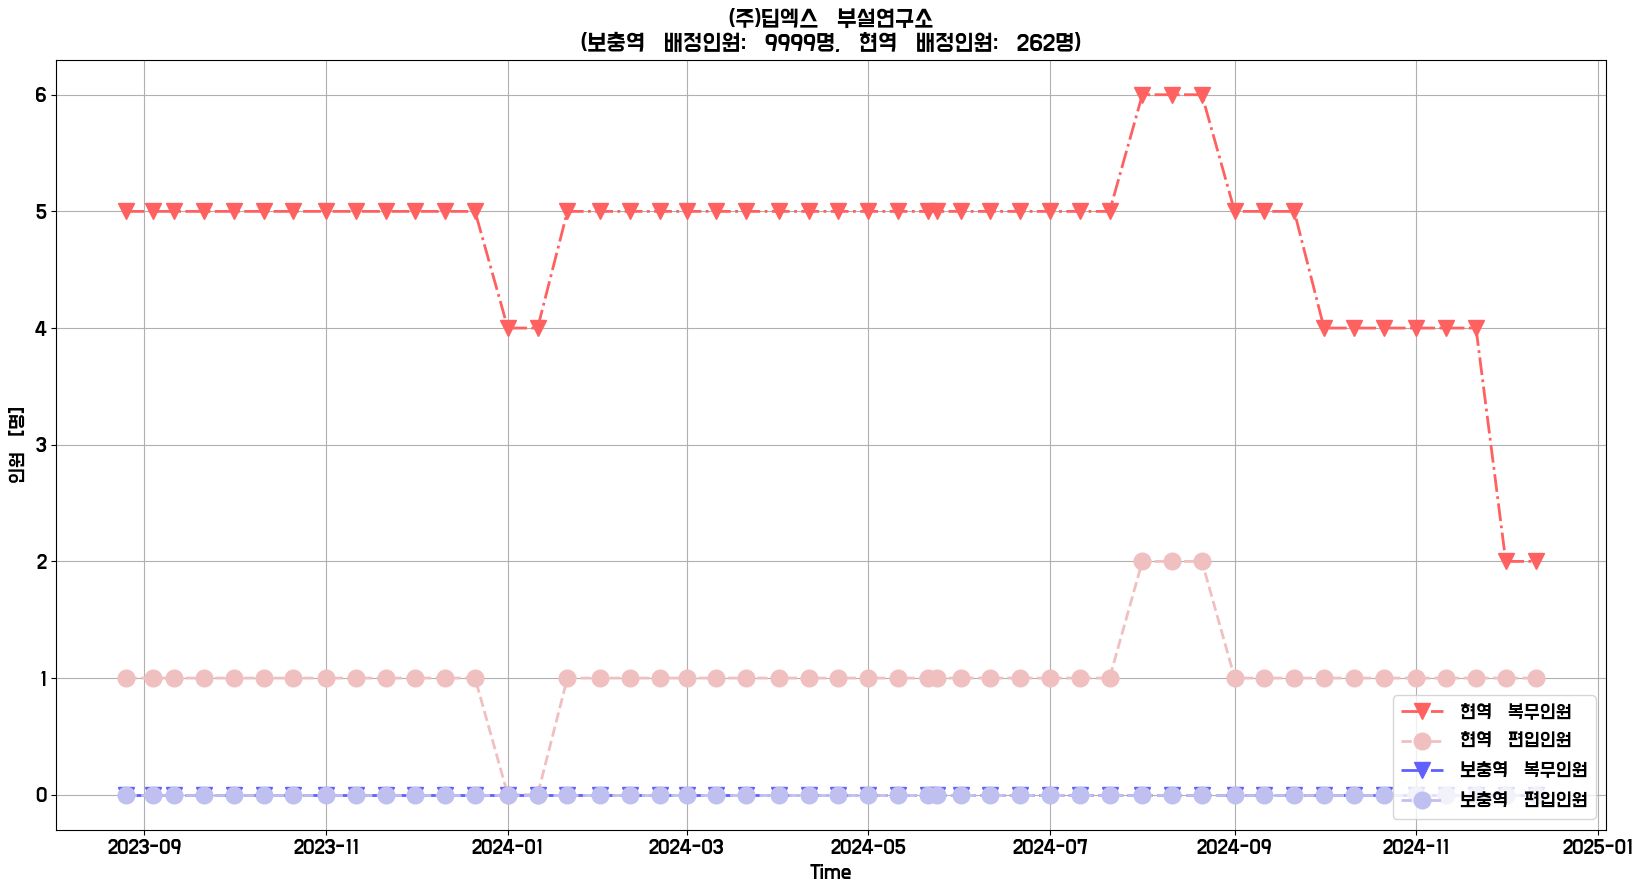 (주)딥엑스 부설연구소
(보충역 배정인원: 9999명, 현역 배정인원: 262명)
6
5
4
3
2
1
0
인원 [명]
2023-09 2023-11 2024-01 2024-03 2024-05 2024-07 2024-09 2024-11 2025-01
Time
현역 복무인원
현역 편입인원
보충역 복무인원
보충역 편입인원